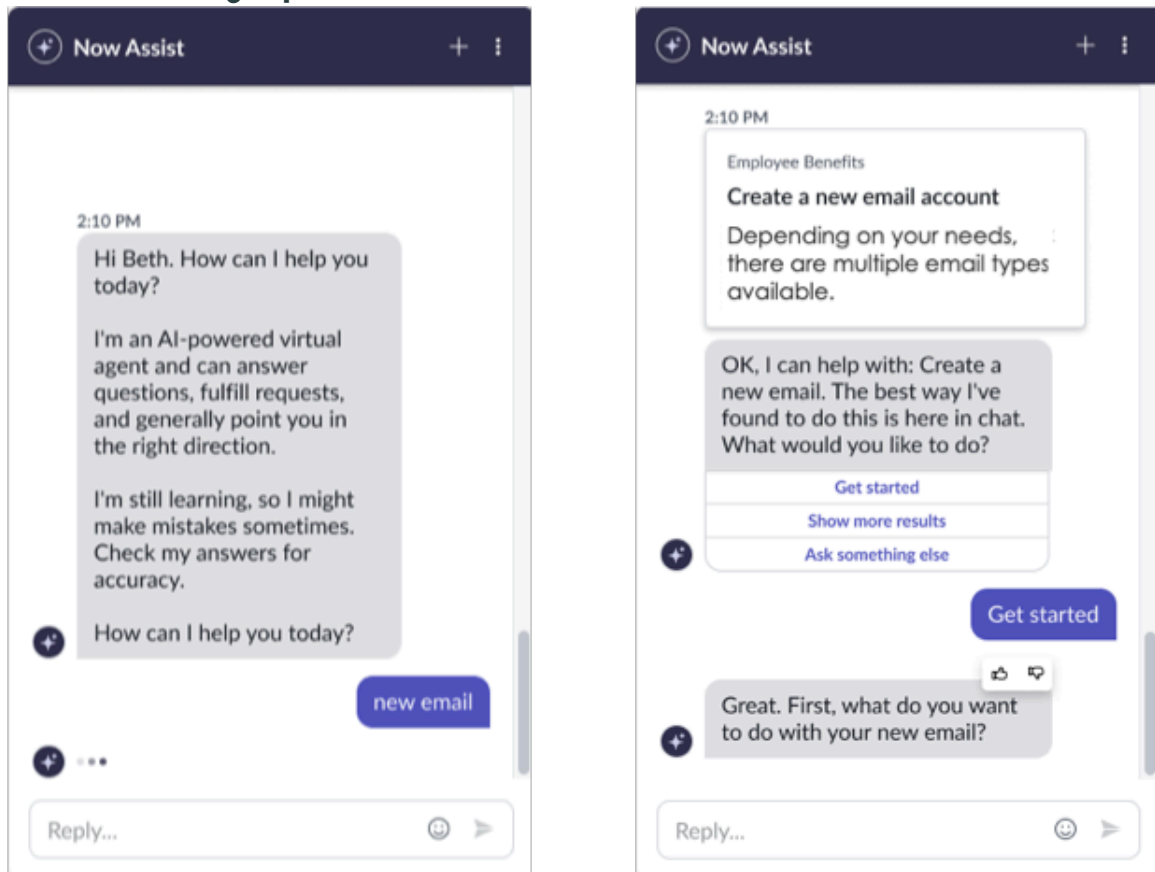 Now Assist
2:10 PM
Hi Beth. How can I help you
today?
I'm an AI-powered virtual
agent and can answer
questions, fulfill requests,
and generally point you in
the right direction.
I'm still learning, so I might
make mistakes sometimes.
Check my answers for
accuracy.
How can I help you today?
new email
Reply...
Now Assist
2:10 PM
Employee Benefits
Create a new email account
Depending on your needs,
there are multiple email types
available.
OK, I can help with: Create a
new email. The best way I've
found to do this is here in chat.
What would you like to do?
Get started
Show more results
Ask something else
Get started
Great. First, what do you want
to do with your new email?
Reply...